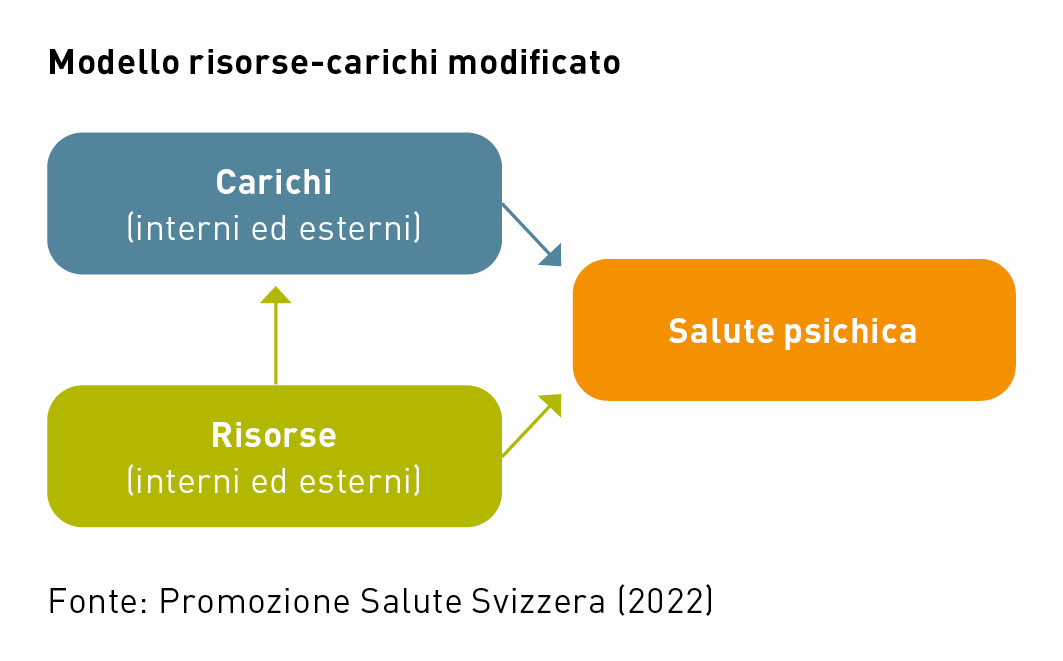 Modello risorse-carichi modificato
Carichi
(interni ed esterni)
Salute psichica
Risorse
(interni ed esterni)
Fonte: Promozione Salute Svizzera (2022)